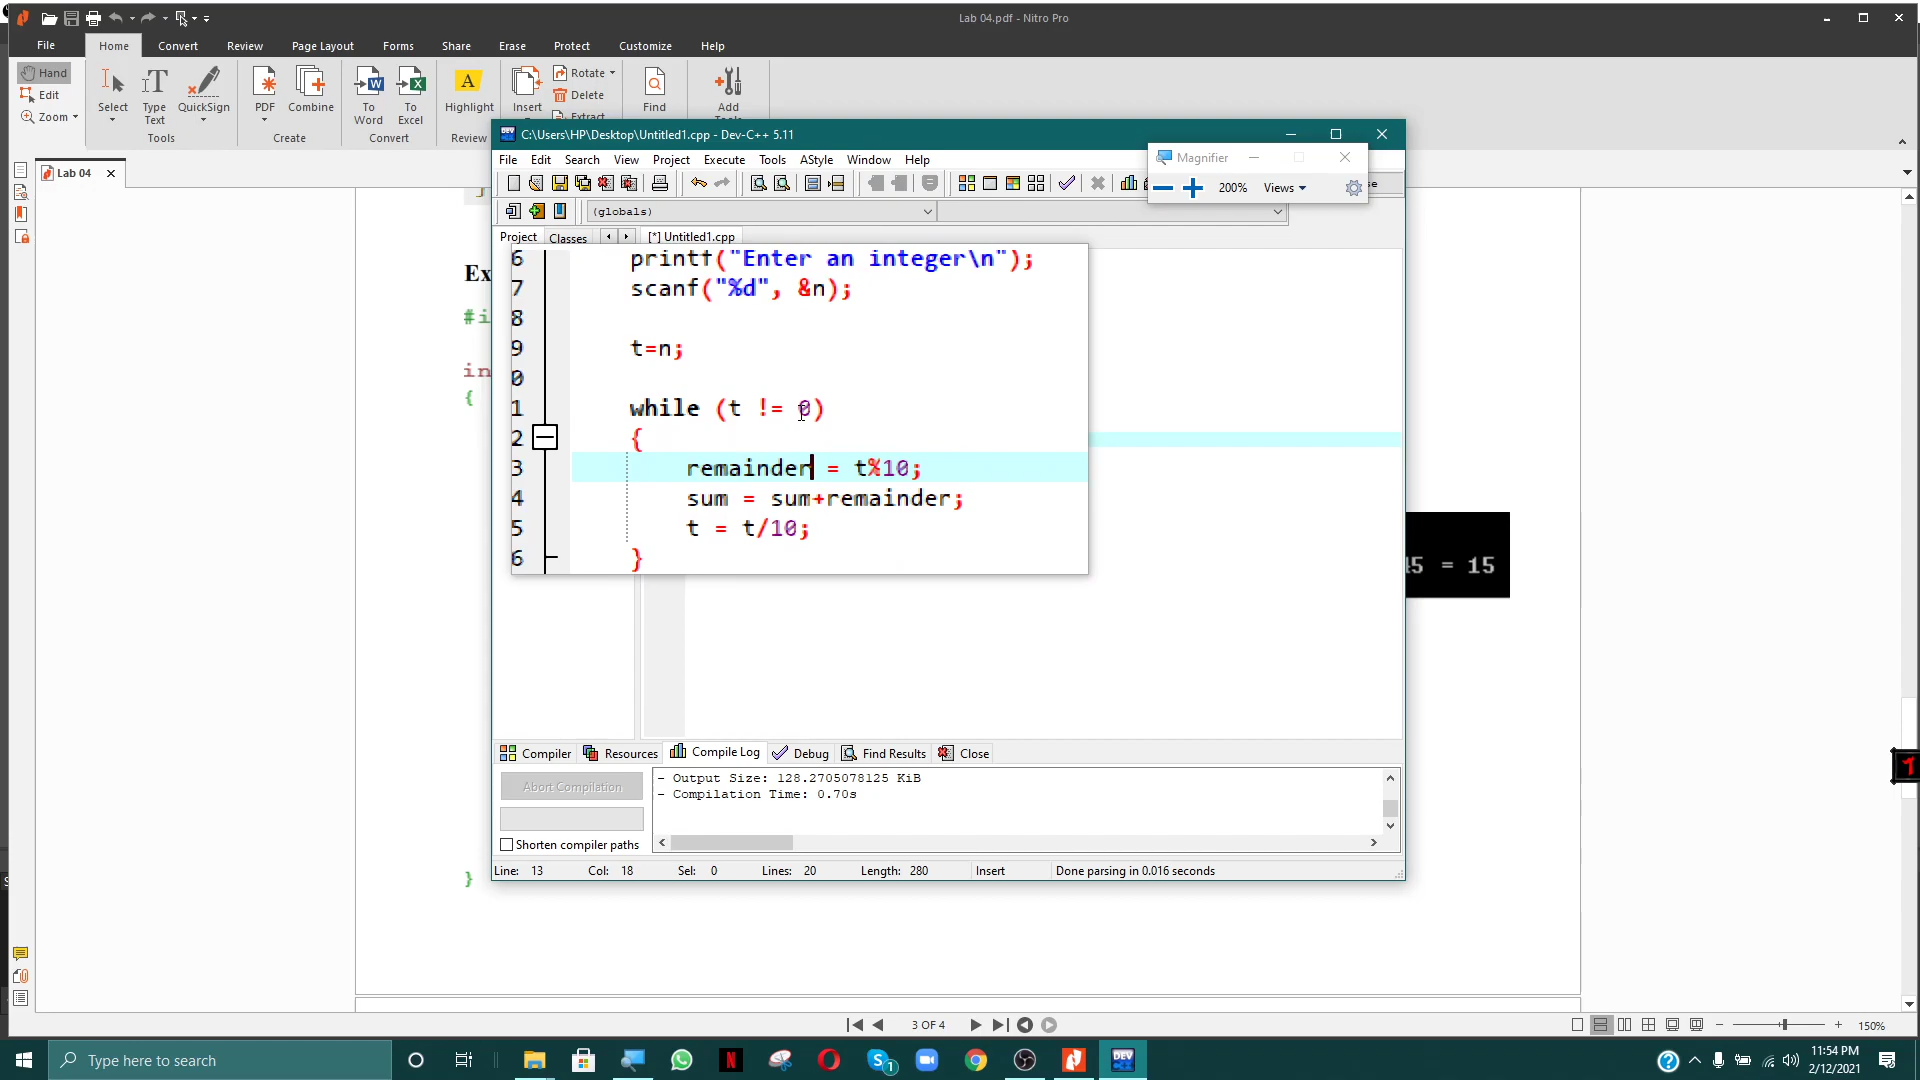 Lab 04.pdf - Nitro Pro
File Home Convert Review Page Layout Forms Share Erase Protect Customize Help
Hand
Edit
Zoom
Select
Type Text
QuickSign
Tools
PDF
Combine
Create
To Word
To Excel
Convert
Highlight
Review
Insert
Rotate
Delete
Find
Add
Lab 04
C:\Users\HP\Desktop\Untitled1.cpp - Dev-C++ 5.11
File Edit Search View Project Execute Tools AStyle Window Help
Magnifier
200% Views
(globals)
Project Classes [*] Untitled1.cpp
6 printf("Enter an integer\n");
7 scanf("%d", &n);
8
9 t=n;
0
1 while (t != 0)
2 {
3 remainder = t%10;
4 sum = sum+remainder;
5 t = t/10;
6 }
Ex
#i
in
{
}
45 = 15
Compiler Resources Compile Log Debug Find Results Close
Abort Compilation
Shorten compiler paths
- Output Size: 128.2705078125 KiB
- Compilation Time: 0.70s
Line: 13 Col: 18 Sel: 0 Lines: 20 Length: 280 Insert Done parsing in 0.016 seconds
3 OF 4
150%
Type here to search
11:54 PM
2/12/2021